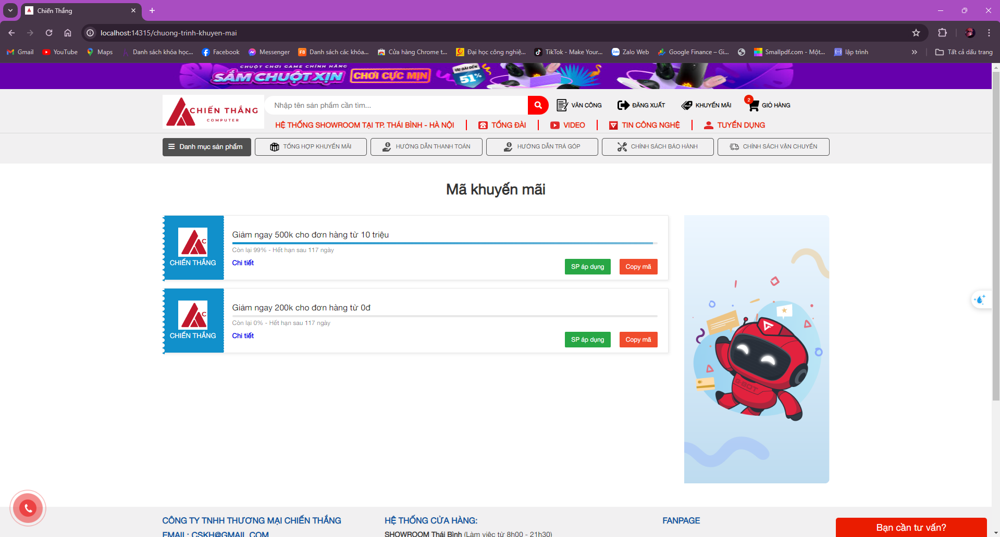 Chiến Thắng
localhost:14315/chuong-trinh-khuyen-mai
Gmail
YouTube
Maps
Danh sách khóa học...
Facebook
Messenger
Danh sách các khóa...
Cửa hàng Chrome t...
Đại học công nghiệ...
TikTok - Make Your...
Zalo Web
Google Finance – Gi...
Smallpdf.com - Một...
lập trình
Tất cả dấu trang
CHUỘT CHƠI GAME CHÍNH HÃNG
SẮM CHUỘT XỊN
CHƠI CỰC MỊN
ƯU ĐÃI ĐẾN
51%
CHIẾN THẮNG
COMPUTER
Nhập tên sản phẩm cần tìm...
VĂN CÔNG
ĐĂNG XUẤT
SALE!
KHUYẾN MÃI
2
GIỎ HÀNG
HỆ THỐNG SHOWROOM TẠI TP. THÁI BÌNH - HÀ NỘI
TỔNG ĐÀI
VIDEO
TIN CÔNG NGHỆ
TUYỂN DỤNG
Danh mục sản phẩm
TỔNG HỢP KHUYẾN MÃI
HƯỚNG DẪN THANH TOÁN
HƯỚNG DẪN TRẢ GÓP
CHÍNH SÁCH BẢO HÀNH
CHÍNH SÁCH VẬN CHUYỂN
Mã khuyến mãi
C
CHIẾN THẮNG
Giảm ngay 500k cho đơn hàng từ 10 triệu
Còn lại 99% - Hết hạn sau 117 ngày
Chi tiết
SP áp dụng
Copy mã
C
CHIẾN THẮNG
Giảm ngay 200k cho đơn hàng từ 0đ
Còn lại 0% - Hết hạn sau 117 ngày
Chi tiết
SP áp dụng
Copy mã
G-BOT
CÔNG TY TNHH THƯƠNG MẠI CHIẾN THẮNG
EMAIL: CSKH@GMAIL.COM
HỆ THỐNG CỬA HÀNG:
SHOWROOM Thái Bình (Làm việc từ 8h00 - 21h30)
FANPAGE
Bạn cần tư vấn?